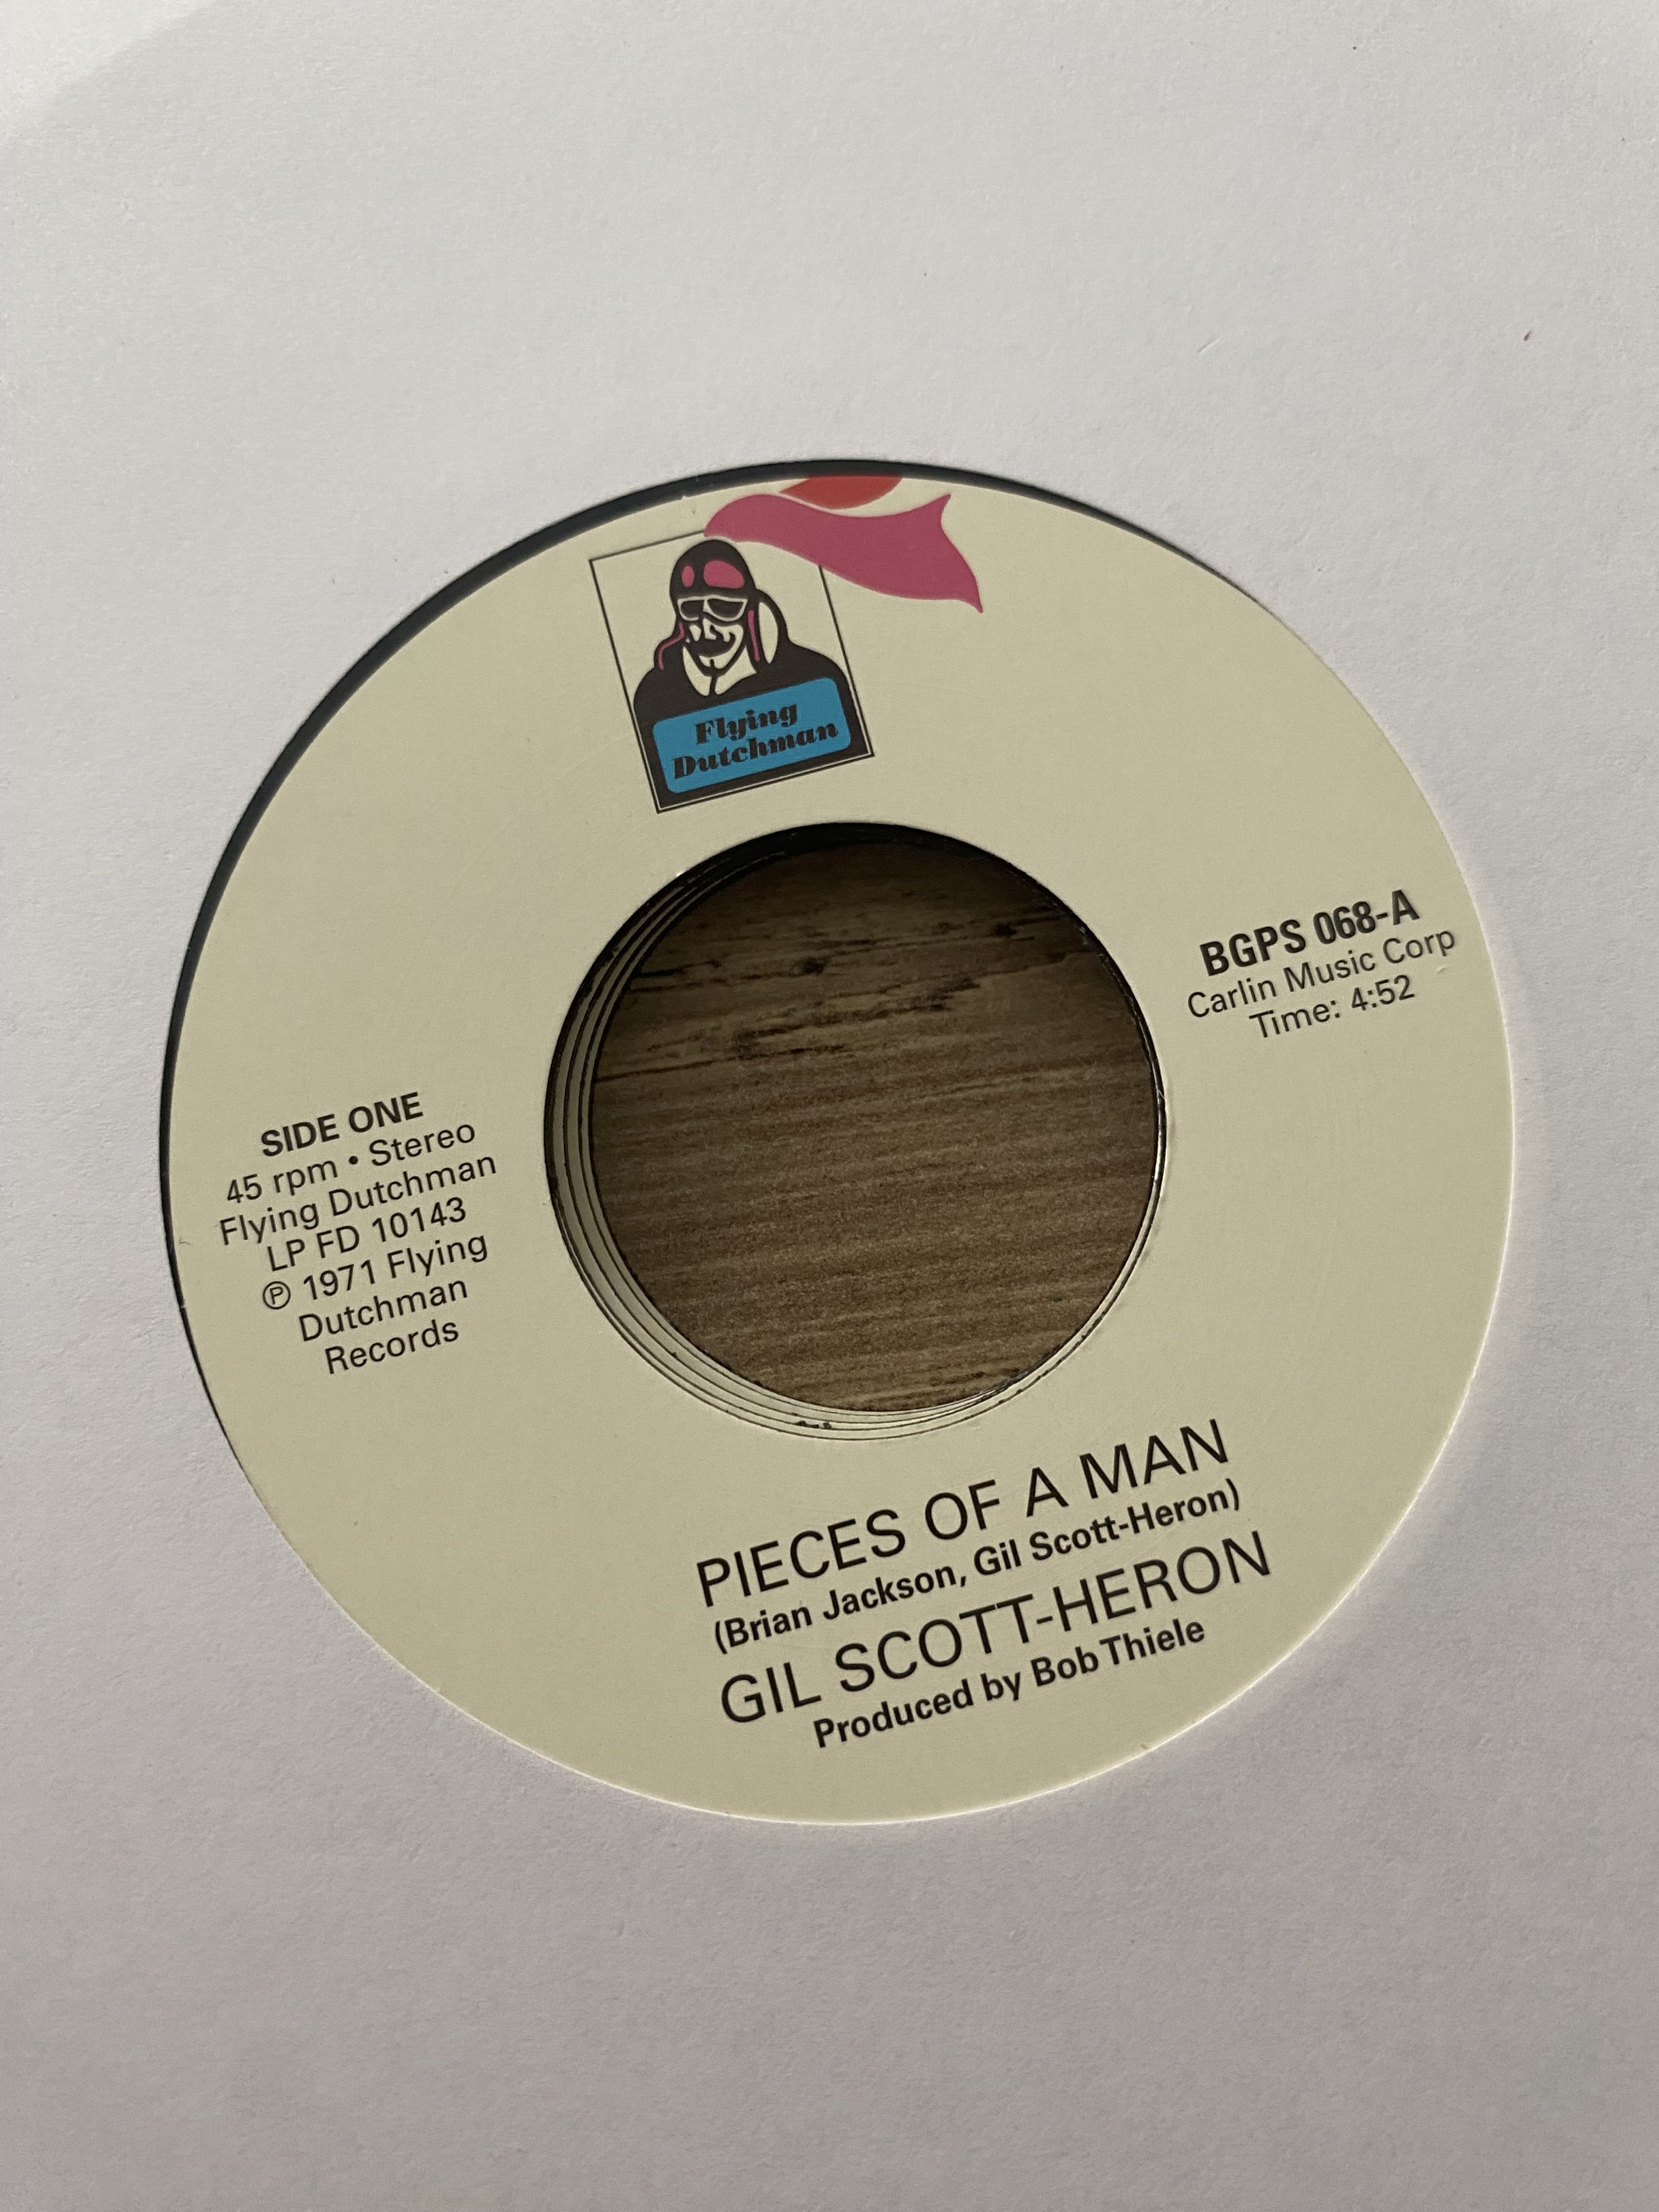 Flying
Dutchman
BGPS 068-A
Carlin Music Corp
Time: 4:52
SIDE ONE
45 rpm • Stereo
Flying Dutchman
LP FD 10143
℗ 1971 Flying
Dutchman
Records
PIECES OF A MAN
(Brian Jackson, Gil Scott-Heron)
GIL SCOTT-HERON
Produced by Bob Thiele